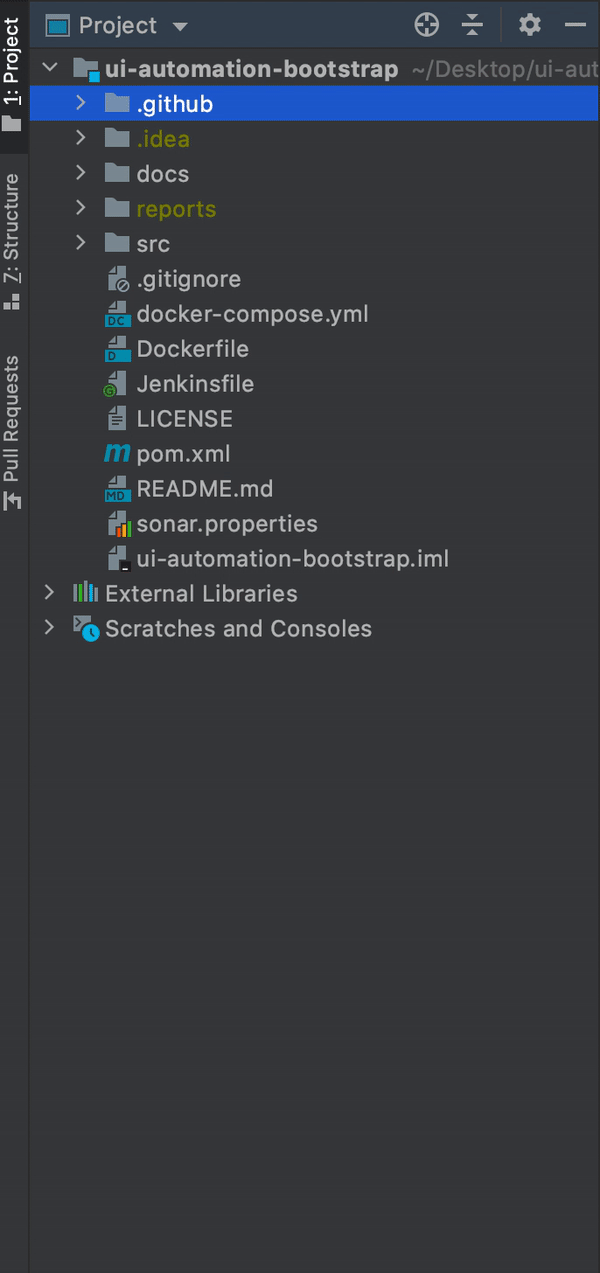 1: Project
Z: Structure
Pull Requests
Project
ui-automation-bootstrap ~/Desktop/ui-aut
.github
.idea
docs
reports
src
.gitignore
DC docker-compose.yml
D Dockerfile
G Jenkinsfile
LICENSE
m pom.xml
MD README.md
sonar.properties
ui-automation-bootstrap.iml
External Libraries
Scratches and Consoles